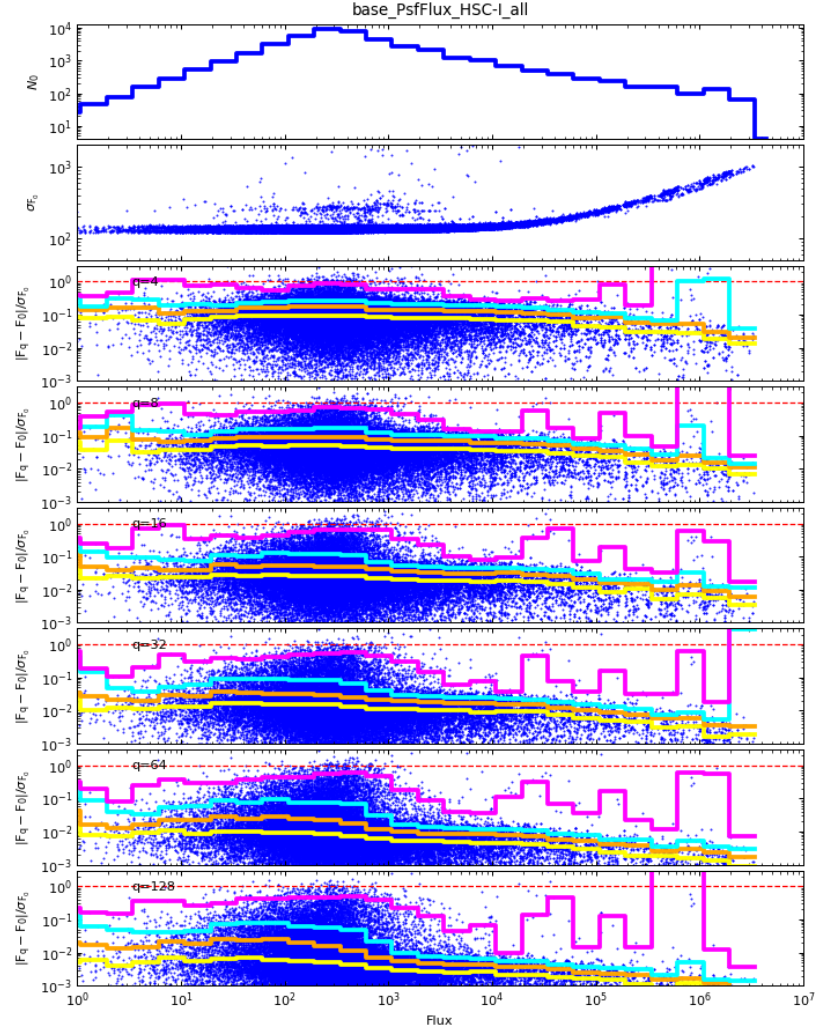 base_PsfFlux_HSC-I_all
10⁴
10³
10²
10¹
N₀
10³
10²
σ_F₀
10⁰
10⁻¹
10⁻²
10⁻³
|F_q − F₀|/σ_F₀
q=4
10⁰
10⁻¹
10⁻²
10⁻³
|F_q − F₀|/σ_F₀
q=8
10⁰
10⁻¹
10⁻²
10⁻³
|F_q − F₀|/σ_F₀
q=16
10⁰
10⁻¹
10⁻²
10⁻³
|F_q − F₀|/σ_F₀
q=32
10⁰
10⁻¹
10⁻²
10⁻³
|F_q − F₀|/σ_F₀
q=64
10⁰
10⁻¹
10⁻²
10⁻³
|F_q − F₀|/σ_F₀
q=128
10⁰ 10¹ 10² 10³ 10⁴ 10⁵ 10⁶ 10⁷
Flux